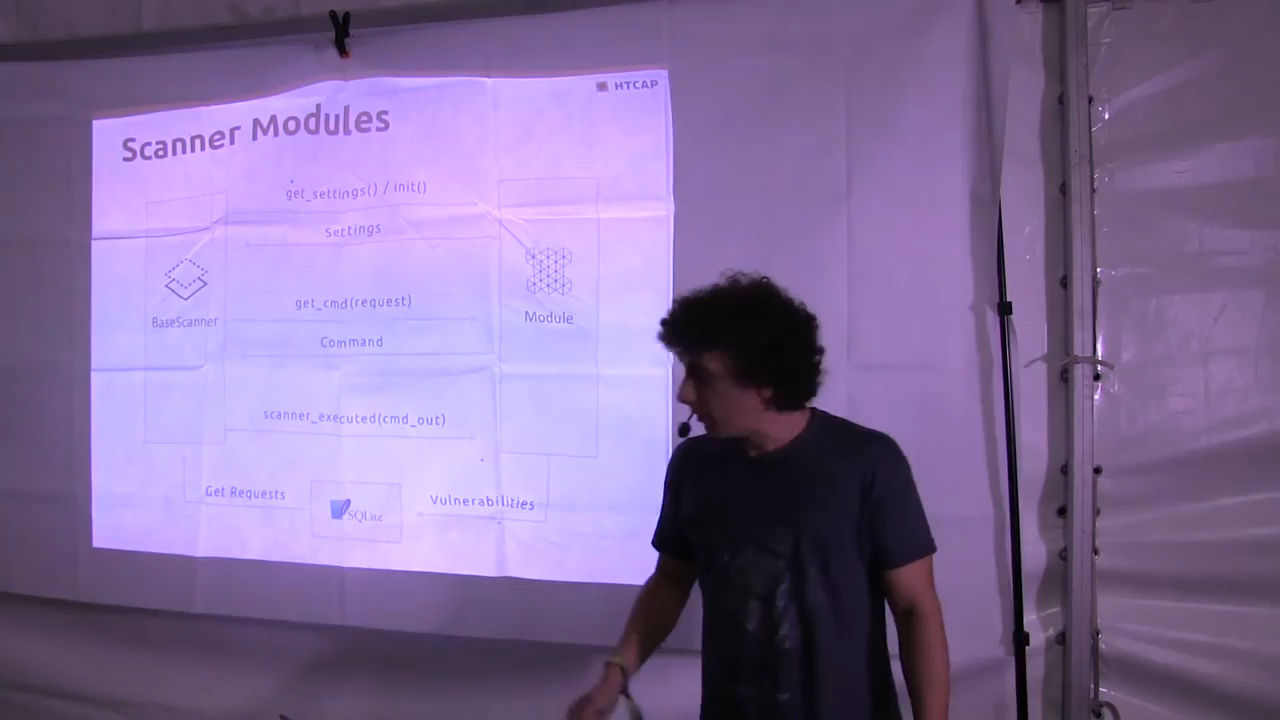 HTCAP
Scanner Modules
get_settings() / init()
Settings
get_cmd(request)
BaseScanner
Module
Command
scanner_executed(cmd_out)
Get Requests
SQLite
Vulnerabilities